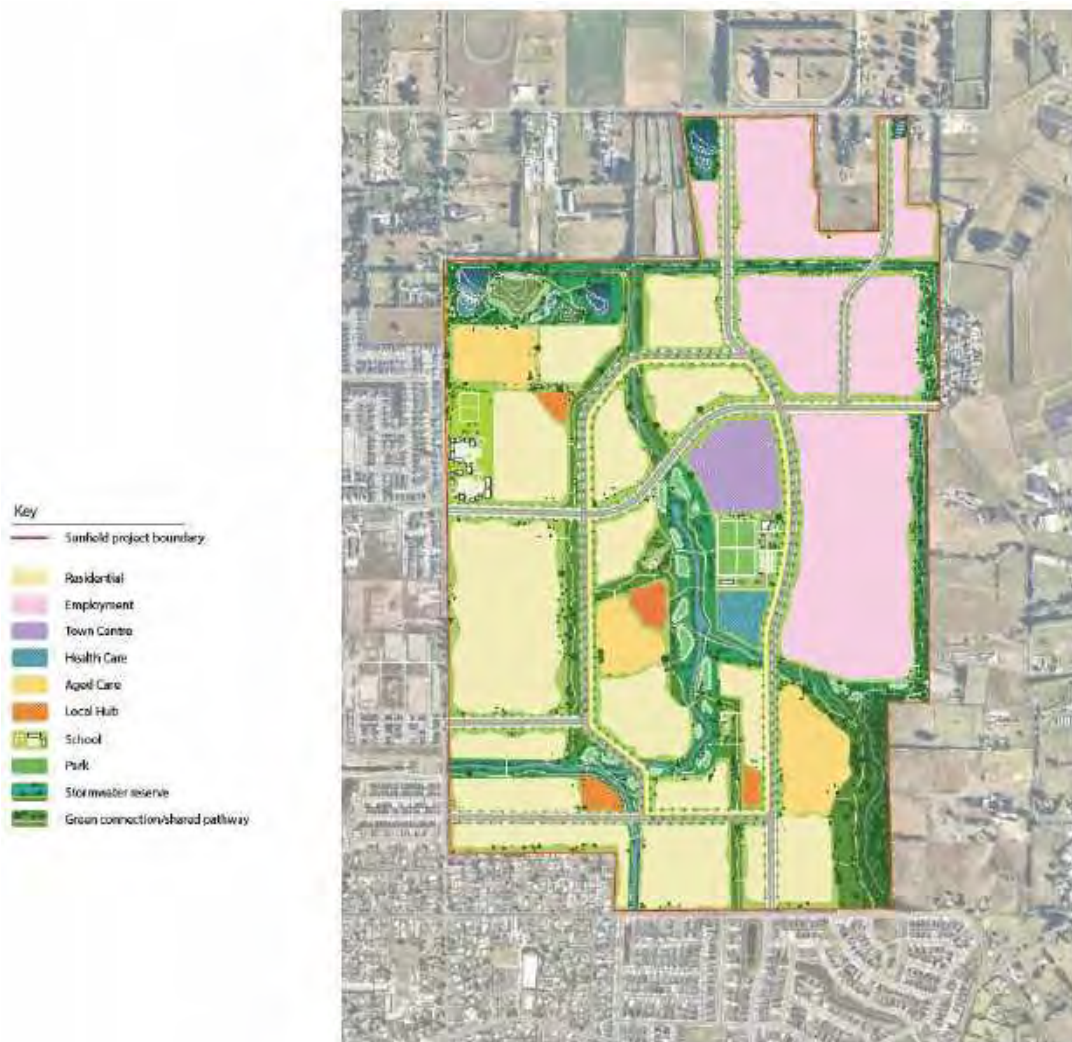 Key
Sunfield project boundary
Residential
Employment
Town Centre
Health Care
Aged Care
Local Hub
School
Park
Stormwater reserve
Green connection/shared pathway